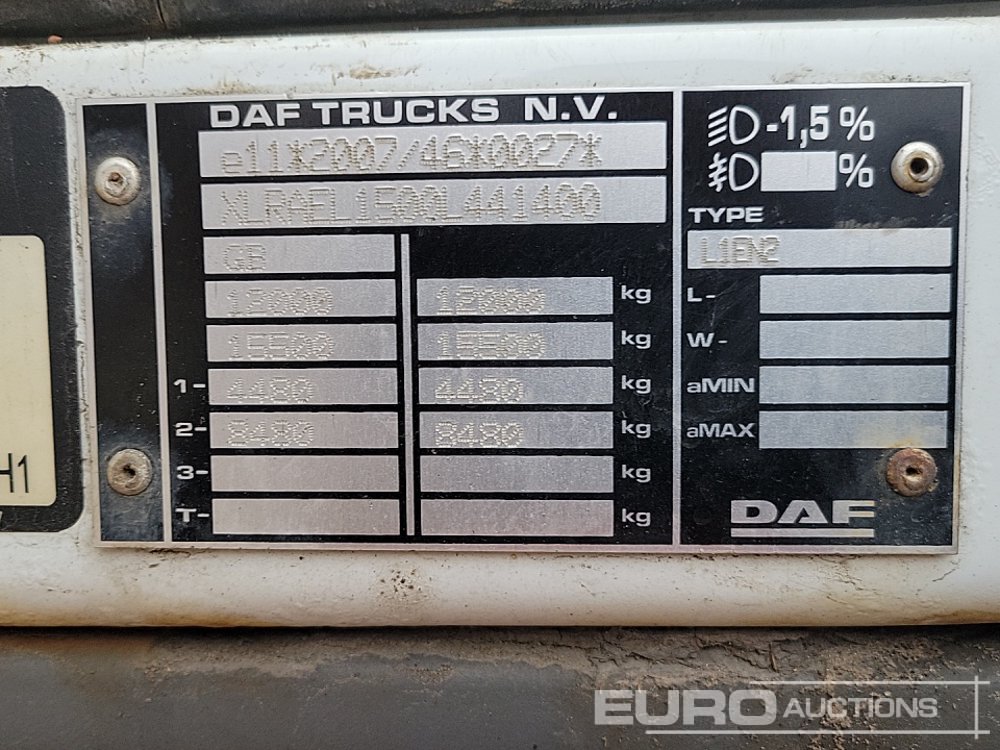 DAF TRUCKS N.V.
e11*2007/46*0027*
XLRAEL1500L441400
GB
13000 12000 kg
15500 15500 kg
1- 4480 4480 kg
2- 8480 8480 kg
3- kg
T- kg
-1,5%
%
TYPE
L1EN2
L-
W-
aMIN
aMAX
DAF
H1
EURO AUCTIONS